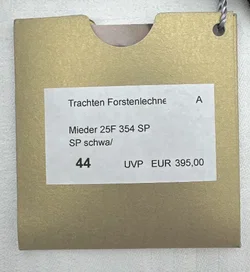 Trachten Forstenlechne A
Mieder 25F 354 SP
SP schwa/
44 UVP EUR 395,00